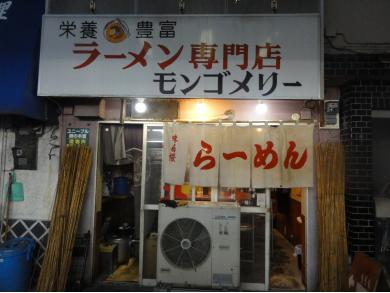 栄養 豊富
ラーメン専門店
モンゴメリー
らーめん